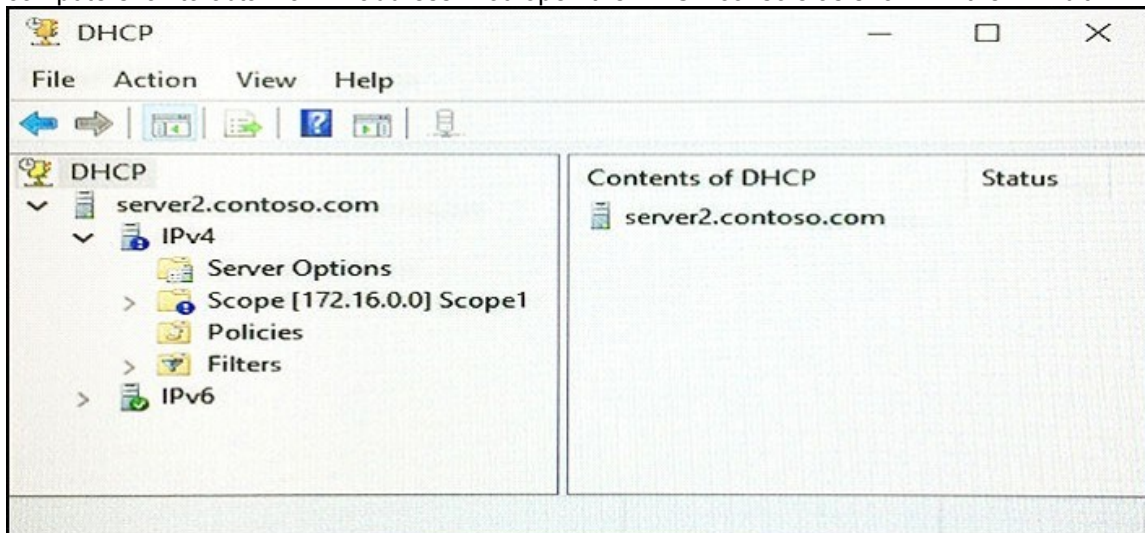 DHCP
File Action View Help
DHCP
server2.contoso.com
IPv4
Server Options
Scope [172.16.0.0] Scope1
Policies
Filters
IPv6
Contents of DHCP Status
server2.contoso.com